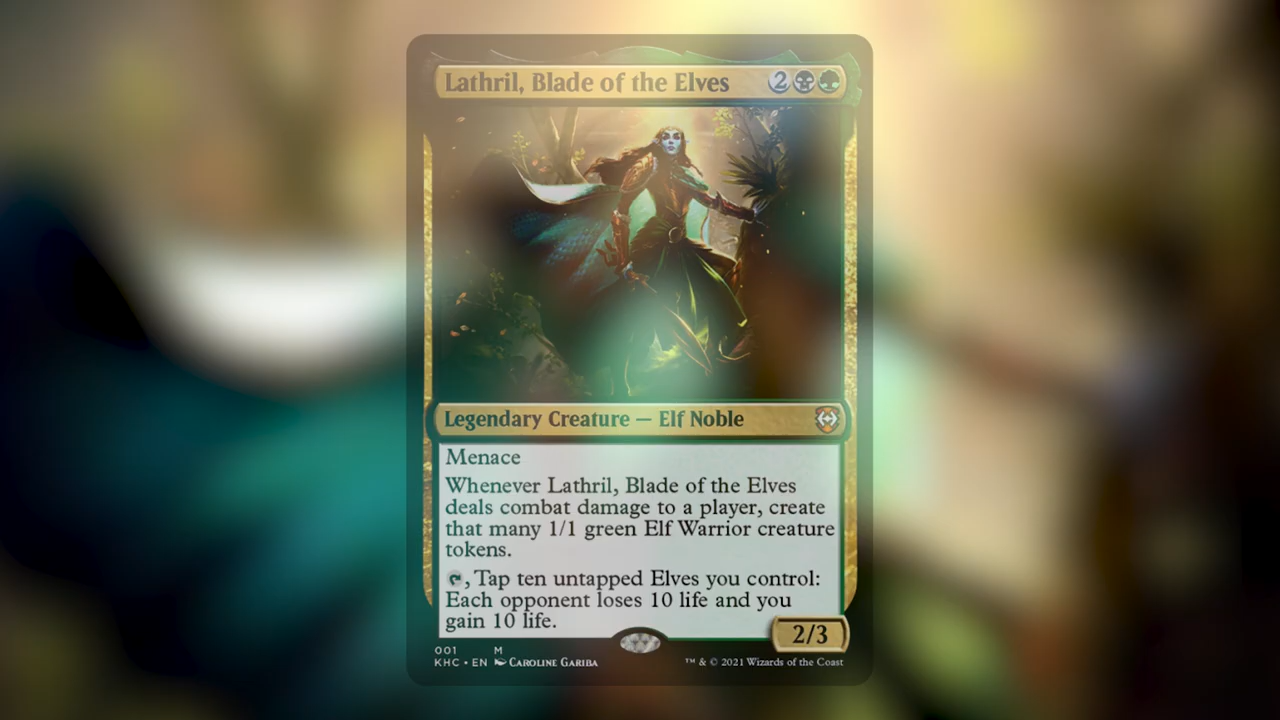 Lathril, Blade of the Elves 2
Legendary Creature — Elf Noble
Menace
Whenever Lathril, Blade of the Elves
deals combat damage to a player, create
that many 1/1 green Elf Warrior creature
tokens.
, Tap ten untapped Elves you control:
Each opponent loses 10 life and you
gain 10 life.
2/3
001 M
KHC • EN CAROLINE GARIBA
™ & © 2021 Wizards of the Coast